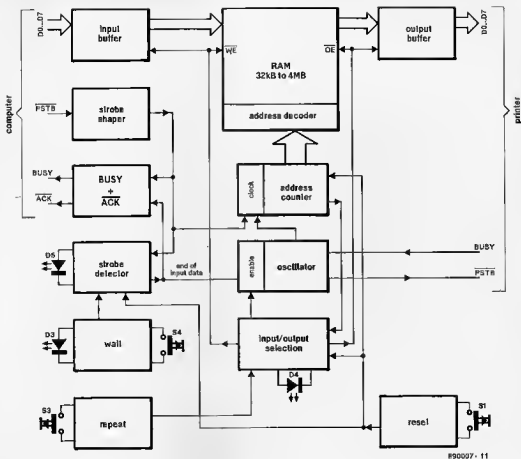 D0...D7
input
buffer
WE
RAM
32kB to 4MB
address decoder
OE
output
buffer
D0...D7
computer
printer
PSTB
strobe
shaper
BUSY
ACK
BUSY
+
ACK
clock
address
counter
D5
strobe
detector
end of
input data
enable
oscillator
BUSY
PSTB
D3
wait
S4
input/output
selection
D4
S3
repeat
reset
S1
890007 - 11